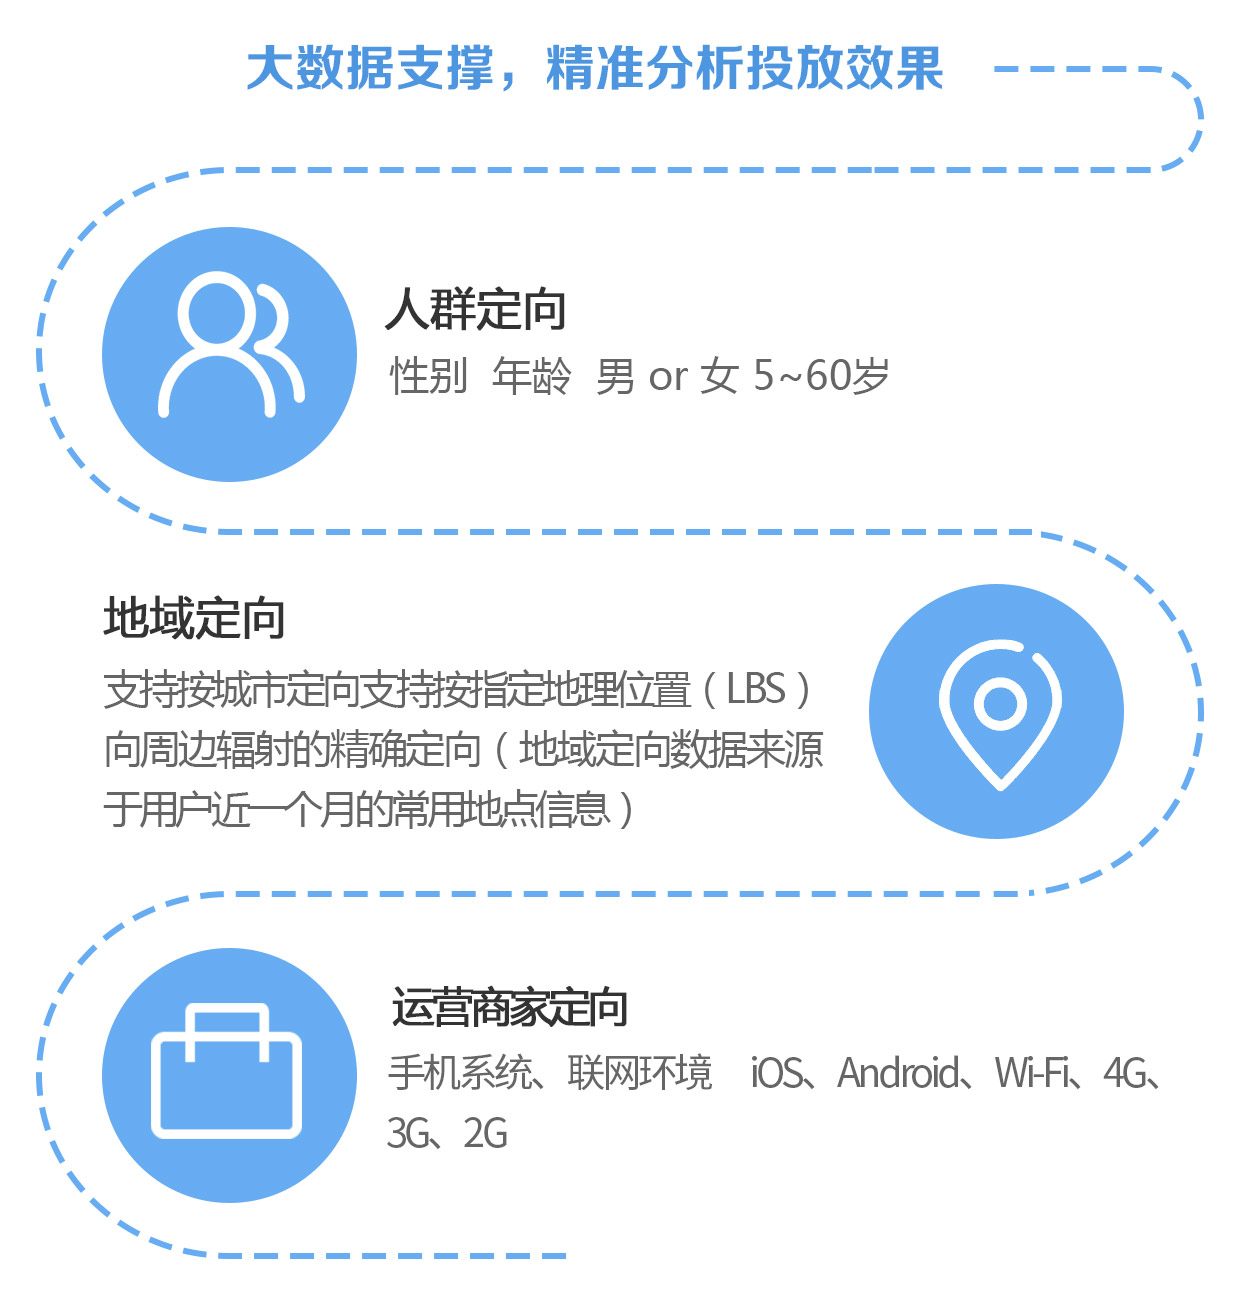 大数据支撑，精准分析投放效果
人群定向
性别 年龄 男 or 女 5~60岁
地域定向
支持按城市定向支持按指定地理位置（LBS）
向周边辐射的精确定向（地域定向数据来源
于用户近一个月的常用地点信息）
运营商家定向
手机系统、联网环境 iOS、Android、Wi-Fi、4G、
3G、2G